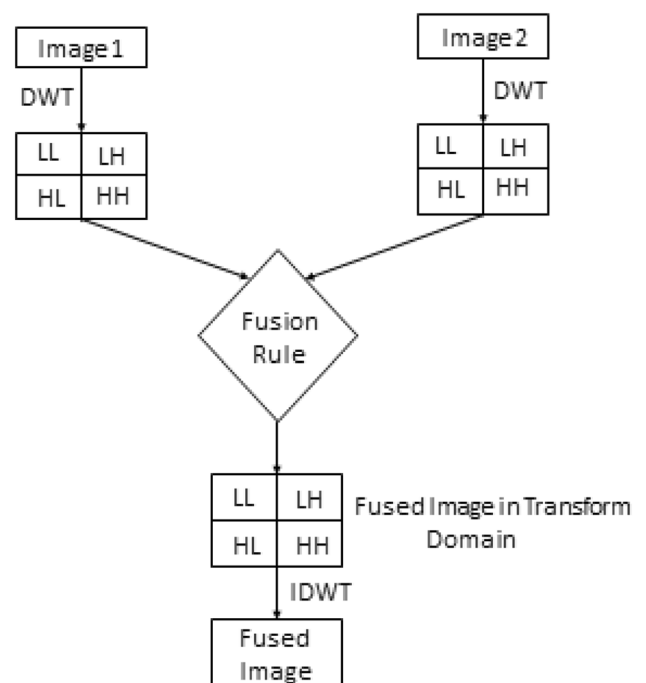 Image 1
Image 2
DWT
DWT
LL LH
HL HH
LL LH
HL HH
Fusion
Rule
LL LH
HL HH
Fused Image in Transform
Domain
IDWT
Fused
Image